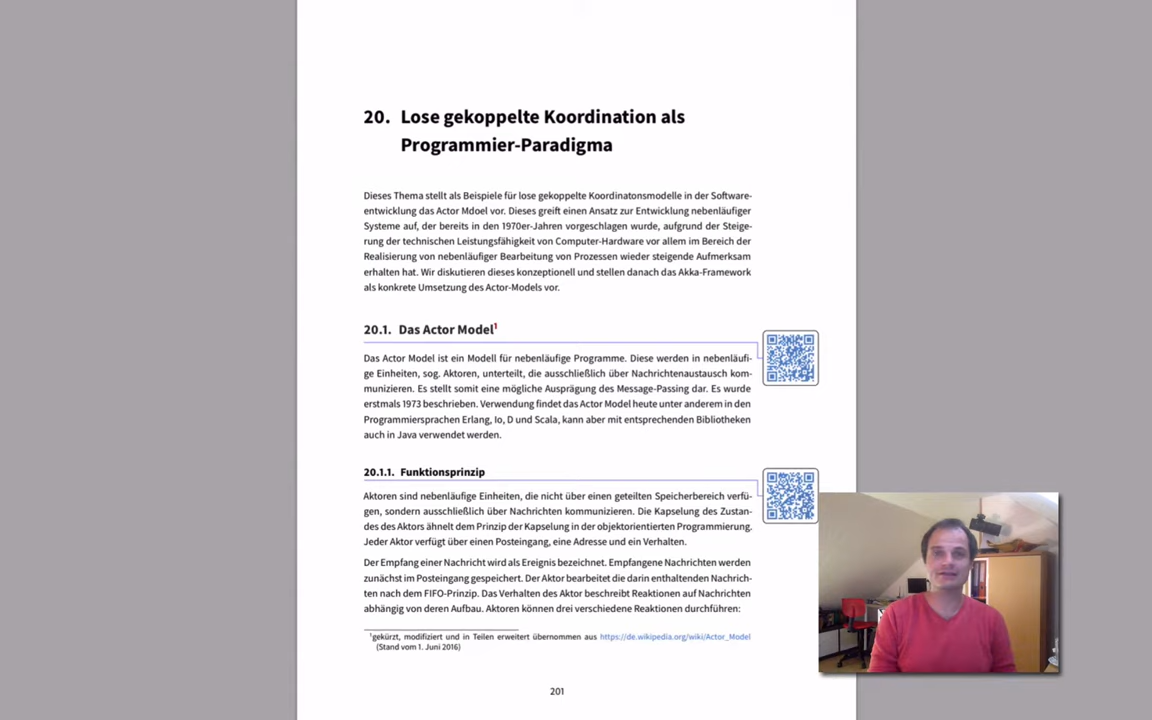 20. Lose gekoppelte Koordination als
Programmier-Paradigma
Dieses Thema stellt als Beispiele für lose gekoppelte Koordinatonsmodelle in der Software-
entwicklung das Actor Mdoel vor. Dieses greift einen Ansatz zur Entwicklung nebenläufiger
Systeme auf, der bereits in den 1970er-Jahren vorgeschlagen wurde, aufgrund der Steige-
rung der technischen Leistungsfähigkeit von Computer-Hardware vor allem im Bereich der
Realisierung von nebenläufiger Bearbeitung von Prozessen wieder steigende Aufmerksam
erhalten hat. Wir diskutieren dieses konzeptionell und stellen danach das Akka-Framework
als konkrete Umsetzung des Actor-Models vor.
20.1. Das Actor Model¹
Das Actor Model ist ein Modell für nebenläufige Programme. Diese werden in nebenläufi-
ge Einheiten, sog. Aktoren, unterteilt, die ausschließlich über Nachrichtenaustausch kom-
munizieren. Es stellt somit eine mögliche Ausprägung des Message-Passing dar. Es wurde
erstmals 1973 beschrieben. Verwendung findet das Actor Model heute unter anderem in den
Programmiersprachen Erlang, Io, D und Scala, kann aber mit entsprechenden Bibliotheken
auch in Java verwendet werden.
20.1.1. Funktionsprinzip
Aktoren sind nebenläufige Einheiten, die nicht über einen geteilten Speicherbereich verfü-
gen, sondern ausschließlich über Nachrichten kommunizieren. Die Kapselung des Zustan-
des des Aktors ähnelt dem Prinzip der Kapselung in der objektorientierten Programmierung.
Jeder Aktor verfügt über einen Posteingang, eine Adresse und ein Verhalten.
Der Empfang einer Nachricht wird als Ereignis bezeichnet. Empfangene Nachrichten werden
zunächst im Posteingang gespeichert. Der Aktor bearbeitet die darin enthaltenden Nachrich-
ten nach dem FIFO-Prinzip. Das Verhalten des Aktor beschreibt Reaktionen auf Nachrichten
abhängig von deren Aufbau. Aktoren können drei verschiedene Reaktionen durchführen:
¹gekürzt, modifiziert und in Teilen erweitert übernommen aus https://de.wikipedia.org/wiki/Actor_Model
(Stand vom 1. Juni 2016)
201